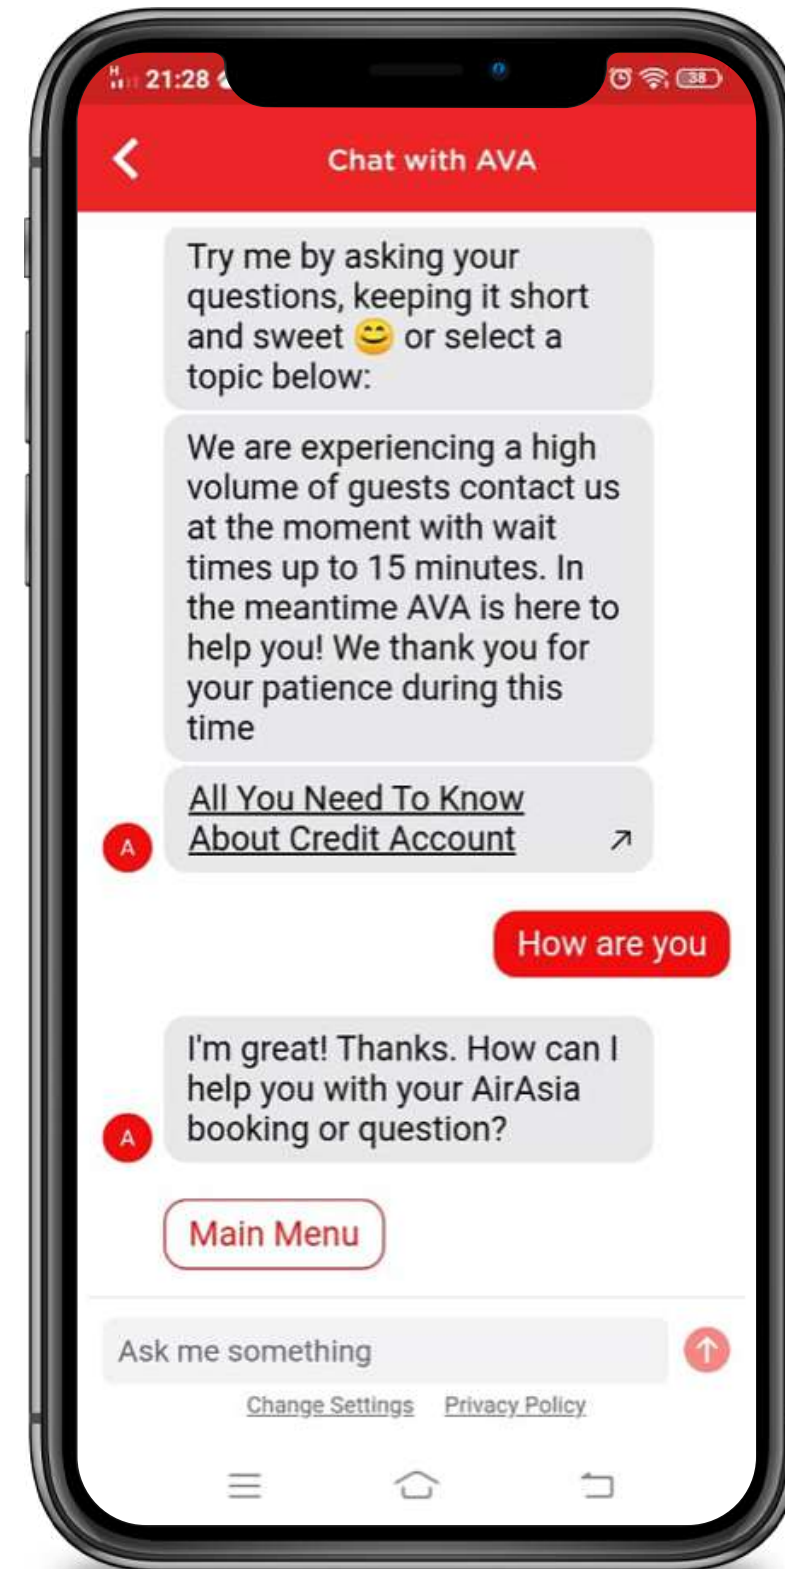 H
21:28
38
Chat with AVA
Try me by asking your
questions, keeping it short
and sweet 😊 or select a
topic below:
We are experiencing a high
volume of guests contact us
at the moment with wait
times up to 15 minutes. In
the meantime AVA is here to
help you! We thank you for
your patience during this
time
All You Need To Know
About Credit Account
A
How are you
I'm great! Thanks. How can I
help you with your AirAsia
booking or question?
A
Main Menu
Ask me something
Change Settings Privacy Policy